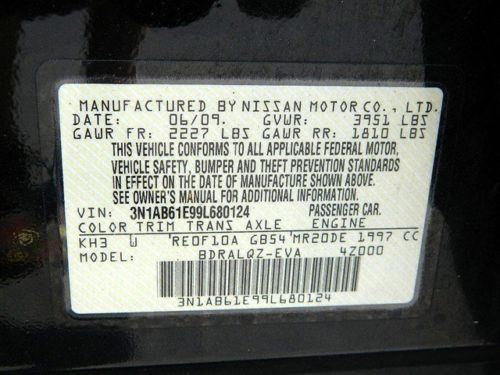 MANUFACTURED BY NISSAN MOTOR CO., LTD.
DATE: 06/09. GVWR: 3951 LBS
GAWR FR: 2227 LBS GAWR RR: 1810 LBS
THIS VEHICLE CONFORMS TO ALL APPLICABLE FEDERAL MOTOR,
VEHICLE SAFETY, BUMPER AND THEFT PREVENTION STANDARDS
IN EFFECT ON THE DATE OF MANUFACTURE SHOWN ABOVE.
SEE OWNER'S MANUAL AND ADDITIONAL INFORMATION.
VIN: 3N1AB61E99L680124 PASSENGER CAR.
COLOR TRIM TRANS AXLE ENGINE
KH3 W 'RE0F10A GB54'MR20DE 1997 CC
MODEL: BDRALQZ-EVA 4Z000
3N1AB61E99L680124